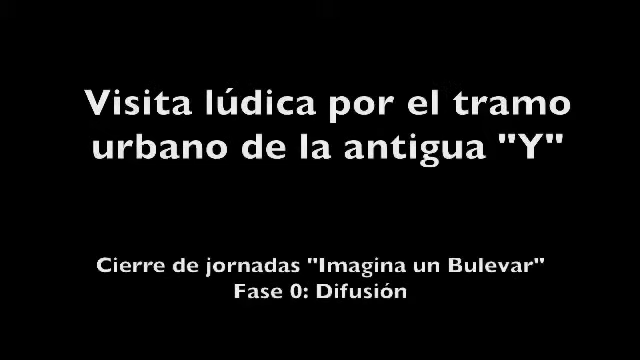 Visita lúdica por el tramo
urbano de la antigua "Y"
Cierre de jornadas "Imagina un Bulevar"
Fase 0: Difusión